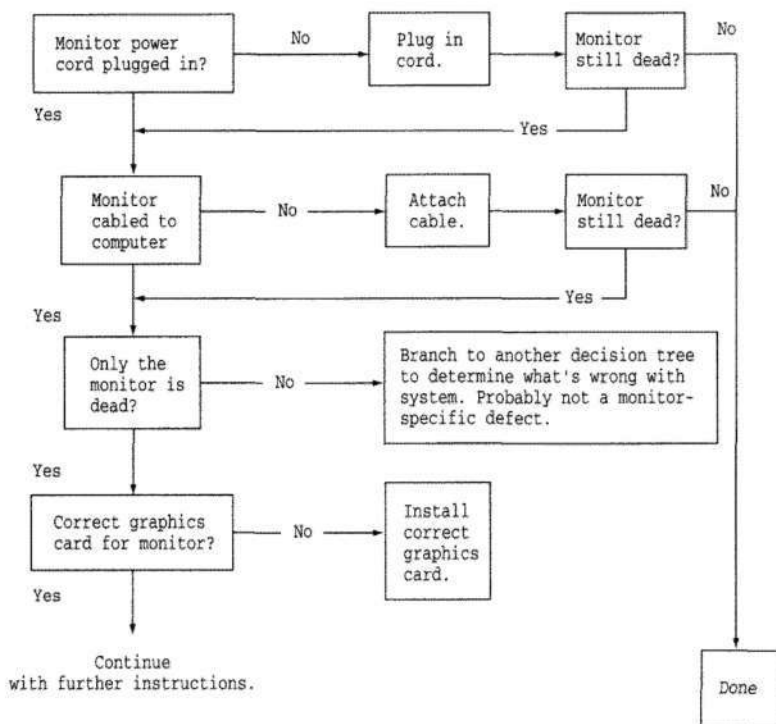 Monitor power
cord plugged in?
No
Plug in
cord.
Monitor
still dead?
No
Yes
Yes
Monitor
cabled to
computer
No
Attach
cable.
Monitor
still dead?
No
Yes
Yes
Only the
monitor is
dead?
No
Branch to another decision tree
to determine what's wrong with
system. Probably not a monitor-
specific defect.
Yes
Correct graphics
card for monitor?
No
Install
correct
graphics
card.
Yes
Continue
with further instructions.
Done